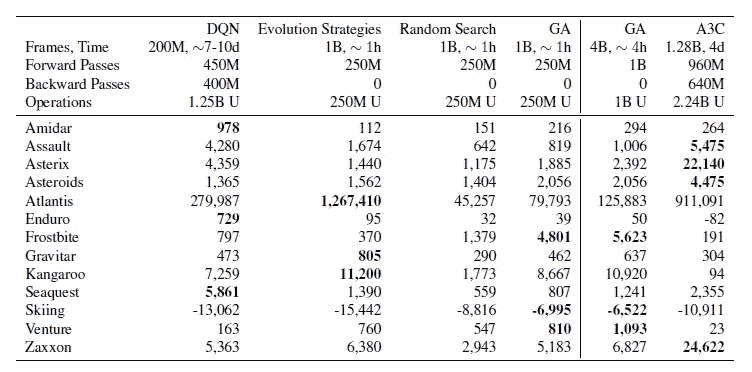 DQN Evolution Strategies Random Search GA GA A3C
Frames, Time 200M, ~7-10d 1B, ~ 1h 1B, ~ 1h 1B, ~ 1h 4B, ~ 4h 1.28B, 4d
Forward Passes 450M 250M 250M 250M 1B 960M
Backward Passes 400M 0 0 0 0 640M
Operations 1.25B U 250M U 250M U 250M U 1B U 2.24B U
Amidar 978 112 151 216 294 264
Assault 4,280 1,674 642 819 1,006 5,475
Asterix 4,359 1,440 1,175 1,885 2,392 22,140
Asteroids 1,365 1,562 1,404 2,056 2,056 4,475
Atlantis 279,987 1,267,410 45,257 79,793 125,883 911,091
Enduro 729 95 32 39 50 -82
Frostbite 797 370 1,379 4,801 5,623 191
Gravitar 473 805 290 462 637 304
Kangaroo 7,259 11,200 1,773 8,667 10,920 94
Seaquest 5,861 1,390 559 807 1,241 2,355
Skiing -13,062 -15,442 -8,816 -6,995 -6,522 -10,911
Venture 163 760 547 810 1,093 23
Zaxxon 5,363 6,380 2,943 5,183 6,827 24,622